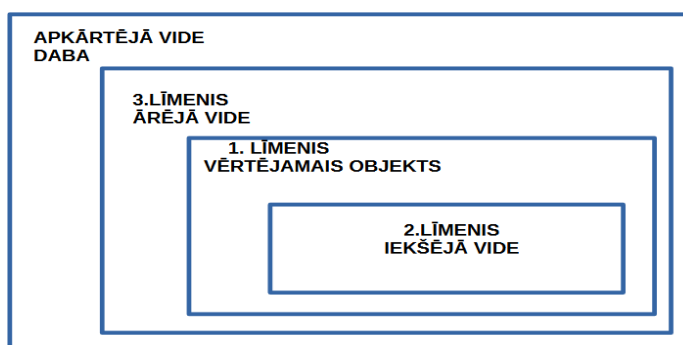 APKĀRTĒJĀ VIDE
DABA
3.LĪMENIS
ĀRĒJĀ VIDE
1. LĪMENIS
VĒRTĒJAMAIS OBJEKTS
2.LĪMENIS
IEKŠĒJĀ VIDE